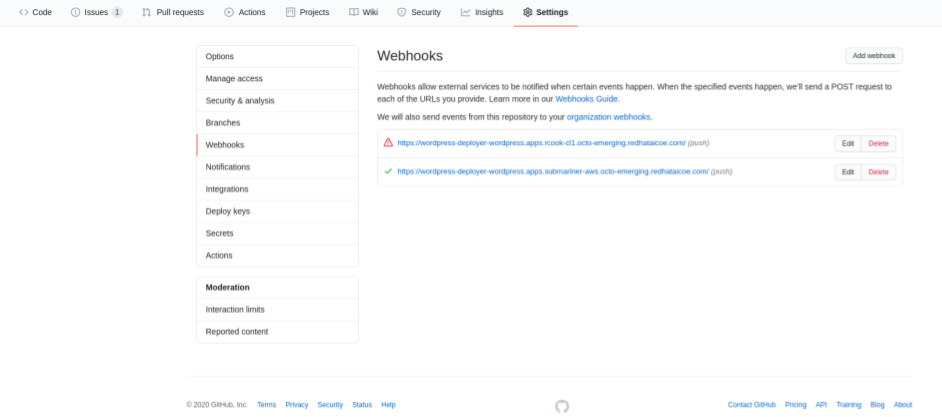 Code Issues 1 Pull requests Actions Projects Wiki Security Insights Settings
Options
Manage access
Security & analysis
Branches
Webhooks
Notifications
Integrations
Deploy keys
Secrets
Actions
Moderation
Interaction limits
Reported content
Webhooks
Add webhook
Webhooks allow external services to be notified when certain events happen. When the specified events happen, we'll send a POST request to
each of the URLs you provide. Learn more in our Webhooks Guide.
We will also send events from this repository to your organization webhooks.
https://wordpress-deployer-wordpress.apps.rcook-cl1.octo-emerging.redhataicoe.com/ (push) Edit Delete
https://wordpress-deployer-wordpress.apps.submariner-aws.octo-emerging.redhataicoe.com/ (push) Edit Delete
© 2020 GitHub, Inc. Terms Privacy Security Status Help Contact GitHub Pricing API Training Blog About